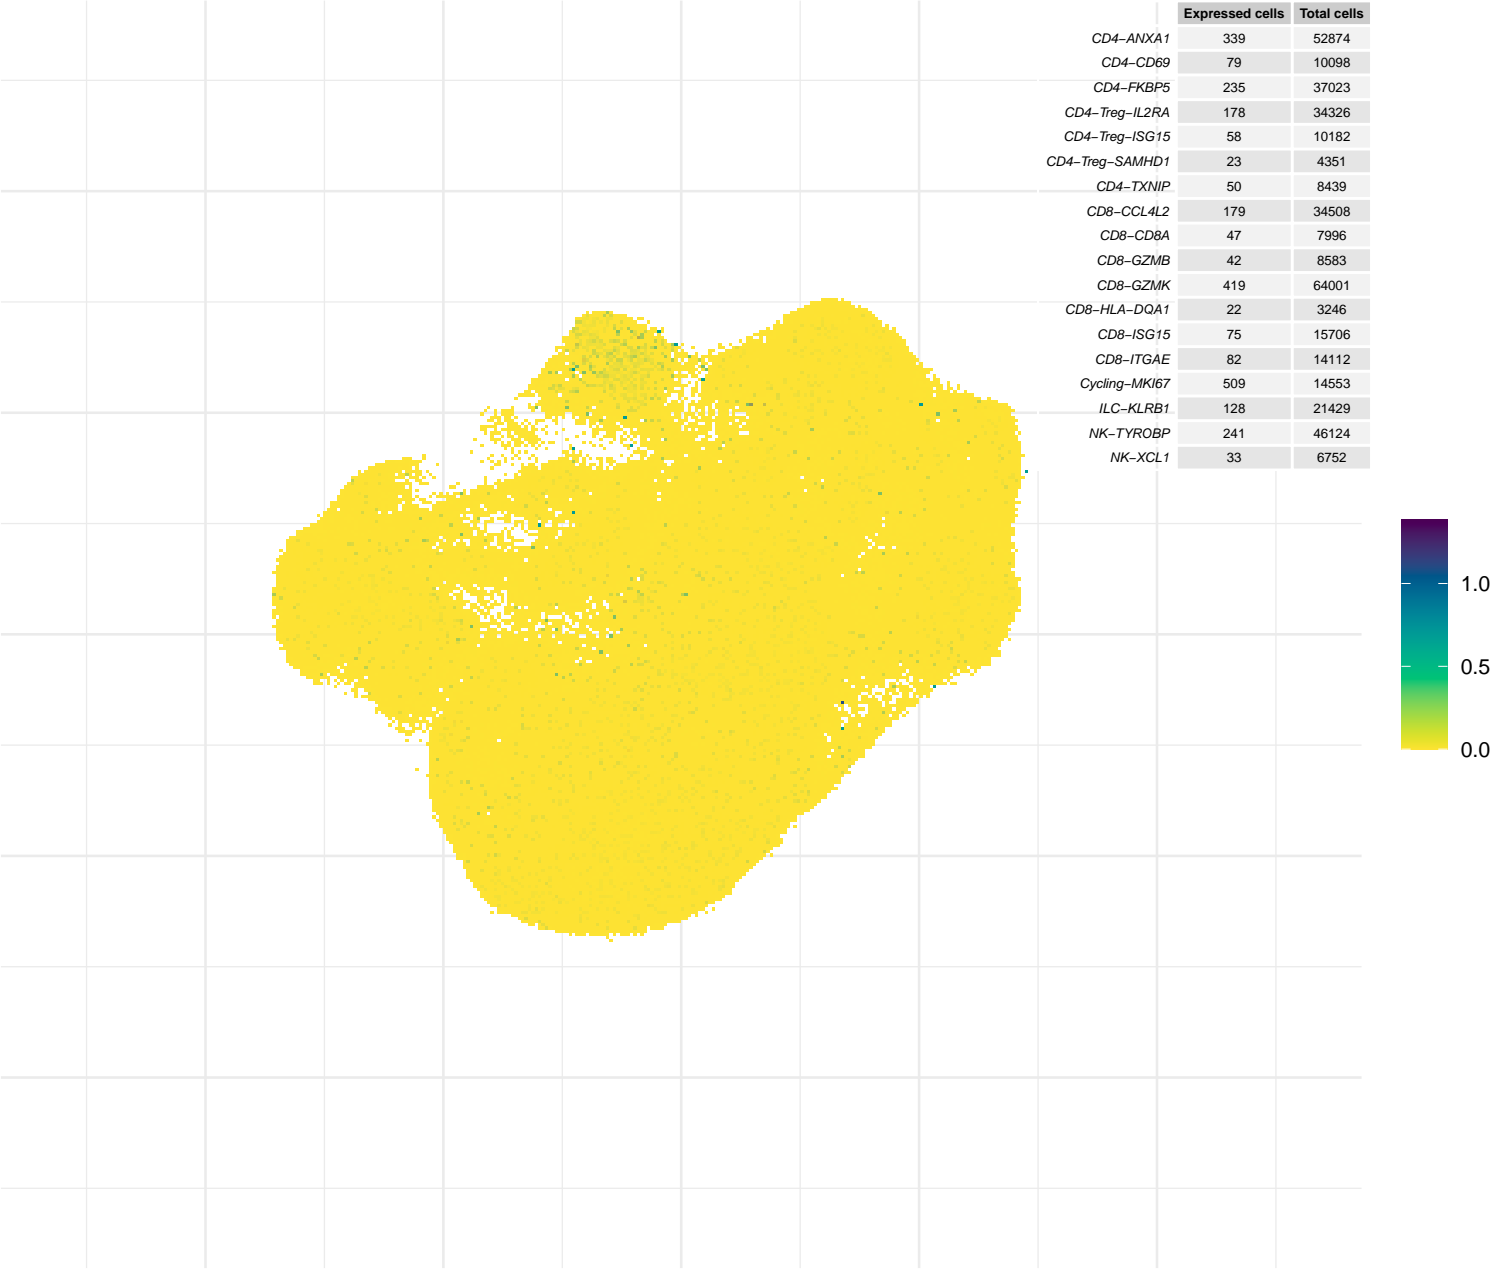 Expressed cells Total cells
CD4−ANXA1 339 52874
CD4−CD69 79 10098
CD4−FKBP5 235 37023
CD4−Treg−IL2RA 178 34326
CD4−Treg−ISG15 58 10182
CD4−Treg−SAMHD1 23 4351
CD4−TXNIP 50 8439
CD8−CCL4L2 179 34508
CD8−CD8A 47 7996
CD8−GZMB 42 8583
CD8−GZMK 419 64001
CD8−HLA−DQA1 22 3246
CD8−ISG15 75 15706
CD8−ITGAE 82 14112
Cycling−MKI67 509 14553
ILC−KLRB1 128 21429
NK−TYROBP 241 46124
NK−XCL1 33 6752
1.0
0.5
0.0